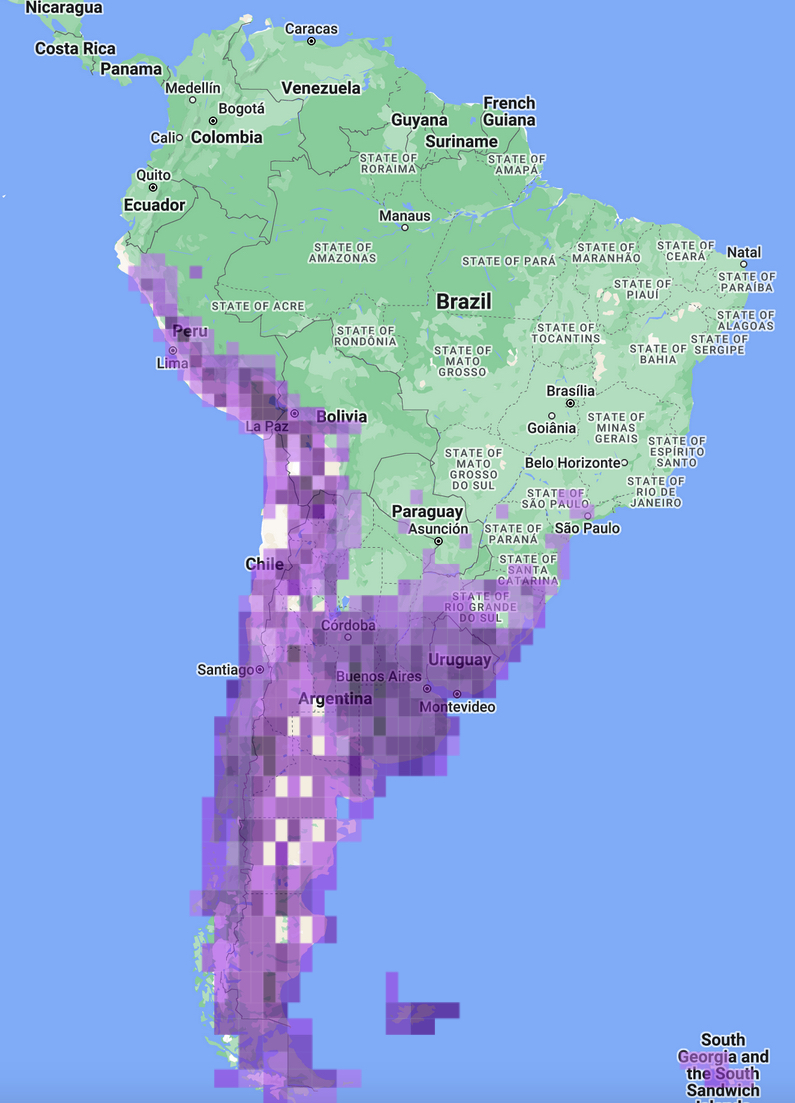 Nicaragua
Costa Rica
Panama
Caracas
Medellín
Venezuela
Bogotá
Cali
Colombia
Guyana
French
Guiana
Suriname
STATE OF
RORAIMA
STATE OF
AMAPÁ
Quito
Ecuador
Manaus
STATE OF
AMAZONAS
STATE OF PARÁ
STATE OF
MARANHÃO
STATE OF
CEARÁ
Natal
STATE OF
PARAÍBA
STATE OF
PIAUÍ
STATE OF ACRE
Brazil
STATE OF
ALAGOAS
STATE OF
SERGIPE
Peru
Lima
STATE OF
RONDÔNIA
STATE OF
TOCANTINS
STATE OF
MATO
GROSSO
STATE OF
BAHIA
Brasília
Goiânia
STATE OF
MINAS
GERAIS
La Paz
Bolivia
STATE OF
ESPÍRITO
SANTO
STATE OF
MATO
GROSSO
DO SUL
Belo Horizonte
STATE OF
RIO DE
JANEIRO
STATE OF
SÃO PAULO
São Paulo
Paraguay
Asunción
STATE OF
PARANÁ
Chile
STATE OF
SANTA
CATARINA
STATE OF
RIO GRANDE
DO SUL
Córdoba
Santiago
Uruguay
Buenos Aires
Argentina
Montevideo
South
Georgia and
the South
Sandwich